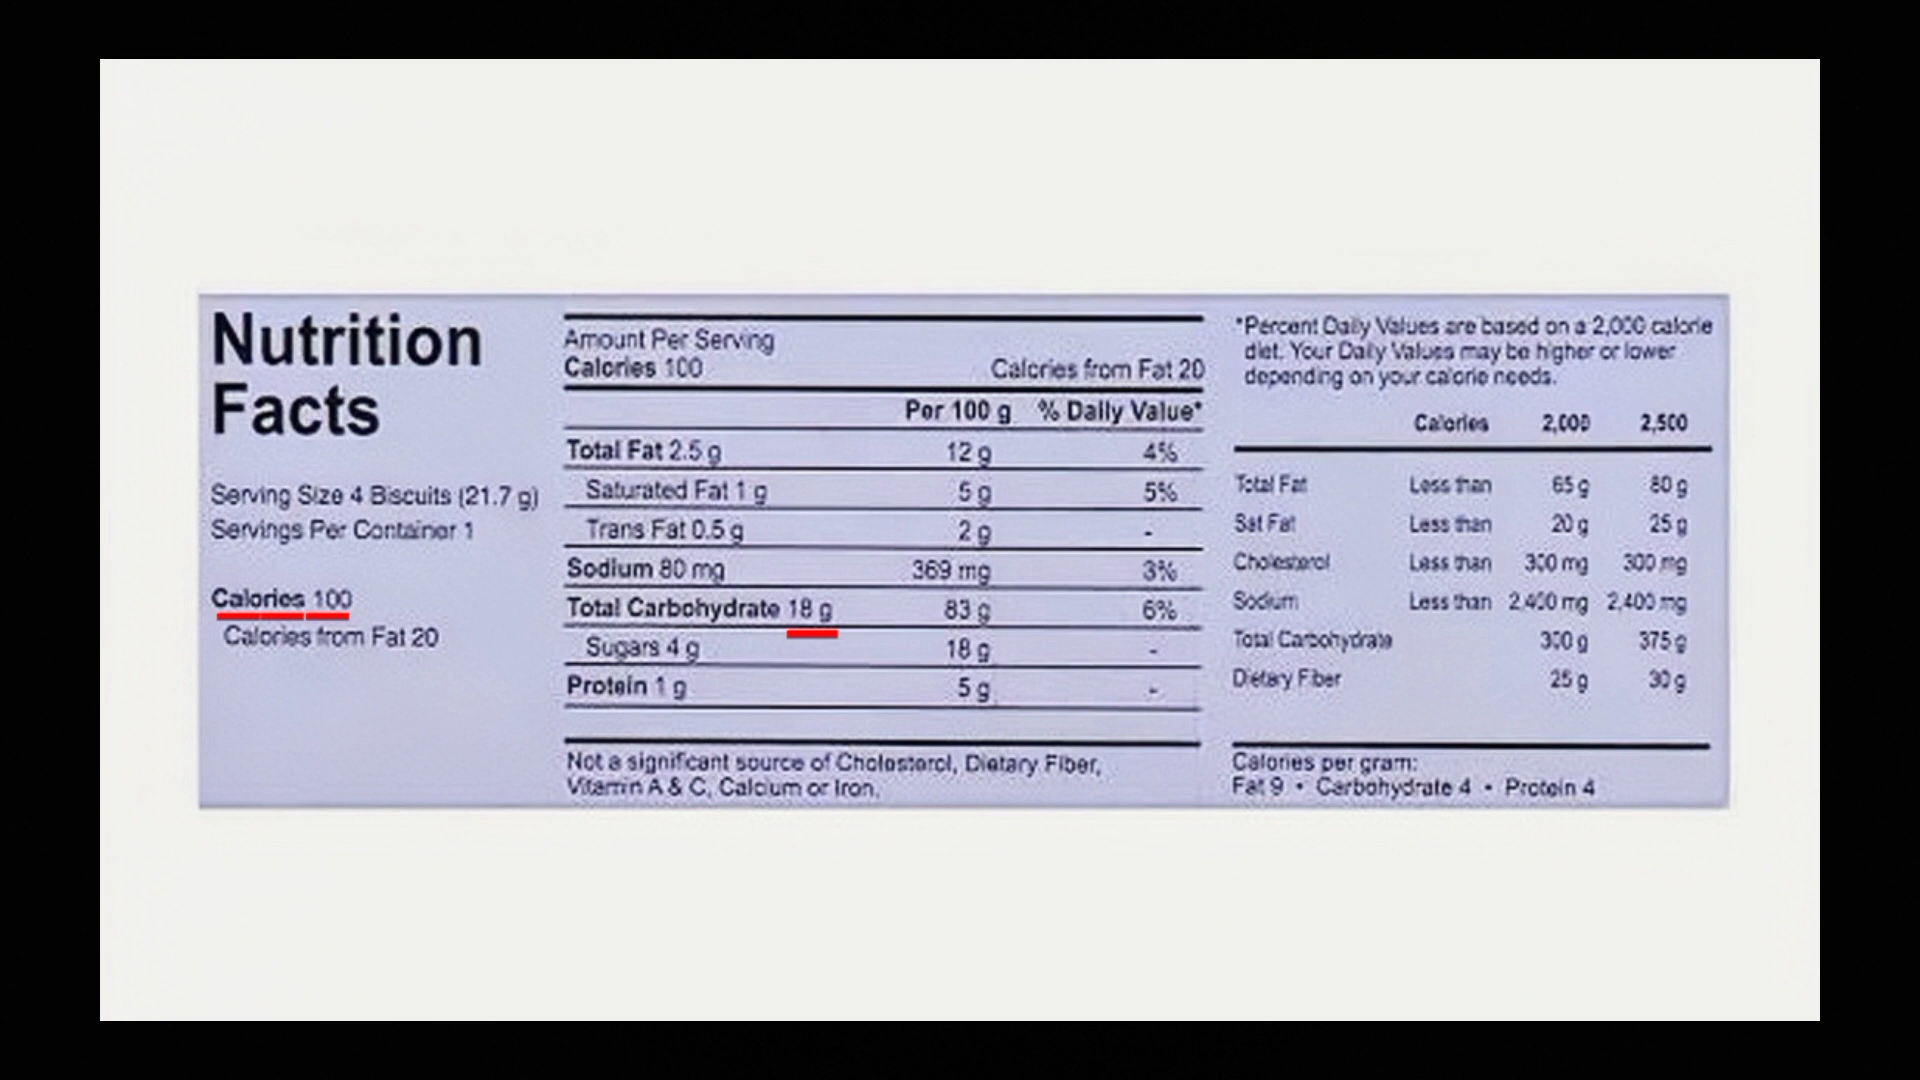 Nutrition
Facts
Serving Size 4 Biscuits (21.7 g)
Servings Per Container 1
Calories 100
Calories from Fat 20
Amount Per Serving
Calories 100 Calories from Fat 20
Per 100 g % Daily Value*
Total Fat 2.5 g 12 g 4%
Saturated Fat 1 g 5 g 5%
Trans Fat 0.5 g 2 g -
Sodium 80 mg 369 mg 3%
Total Carbohydrate 18 g 83 g 6%
Sugars 4 g 18 g -
Protein 1 g 5 g -
Not a significant source of Cholesterol, Dietary Fiber,
Vitamin A & C, Calcium or Iron.
*Percent Daily Values are based on a 2,000 calorie
diet. Your Daily Values may be higher or lower
depending on your calorie needs.
Calories 2,000 2,500
Total Fat Less than 65 g 80 g
Sat Fat Less than 20 g 25 g
Cholesterol Less than 300 mg 300 mg
Sodium Less than 2,400 mg 2,400 mg
Total Carbohydrate 300 g 375 g
Dietary Fiber 25 g 30 g
Calories per gram:
Fat 9 • Carbohydrate 4 • Protein 4